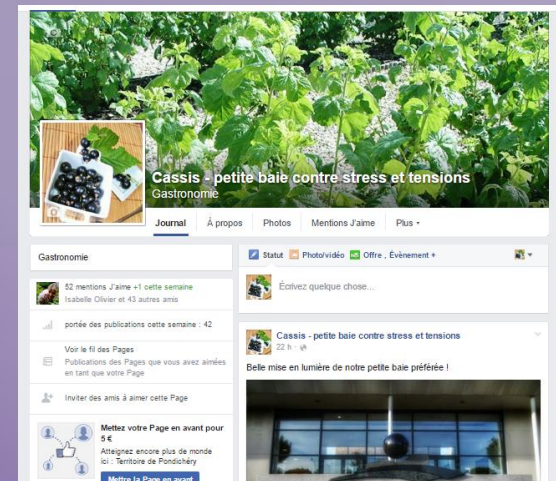 Cassis - petite baie contre stress et tensions
Gastronomie
Journal À propos Photos Mentions J'aime Plus
Gastronomie
52 mentions J'aime +1 cette semaine
Isabelle Olivier et 43 autres amis
portée des publications cette semaine : 42
Voir le fil des Pages
Publications des Pages que vous avez aimées
en tant que votre Page
Inviter des amis à aimer cette Page
Mettez votre Page en avant pour
5 €
Atteignez encore plus de monde
ici : Territoire de Pondichéry
Mettre la Page en avant
Statut Photo/vidéo Offre , Évènement +
Écrivez quelque chose...
Cassis - petite baie contre stress et tensions
22 h ·
Belle mise en lumière de notre petite baie préférée !